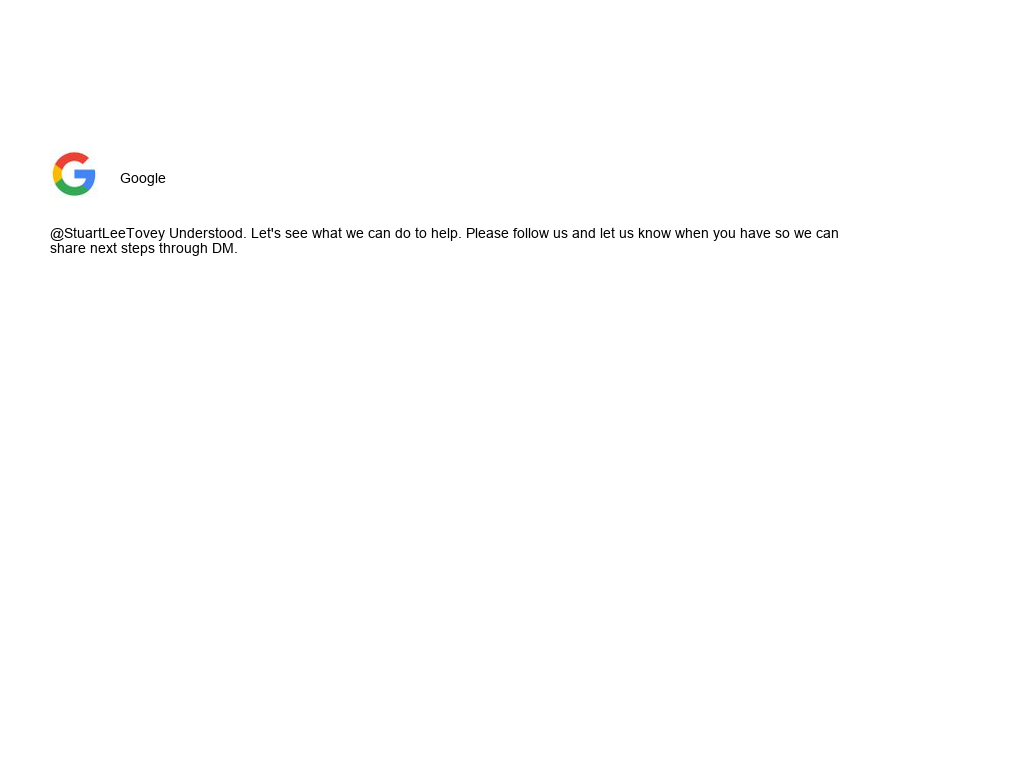 Google
@StuartLeeTovey Understood. Let's see what we can do to help. Please follow us and let us know when you have so we can
share next steps through DM.